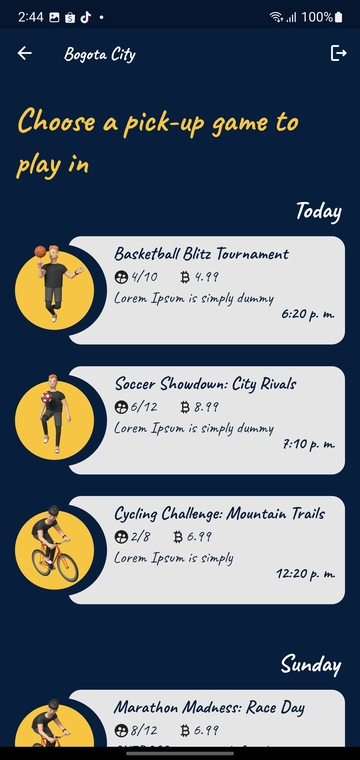 2:44 100%
Bogota City
Choose a pick-up game to
play in
Today
Basketball Blitz Tournament
4/10 4.99
Lorem Ipsum is simply dummy
6:20 p. m.
Soccer Showdown: City Rivals
6/12 8.99
Lorem Ipsum is simply dummy
7:10 p. m.
Cycling Challenge: Mountain Trails
2/8 6.99
Lorem Ipsum is simply
12:20 p. m.
Sunday
Marathon Madness: Race Day
8/12 6.99